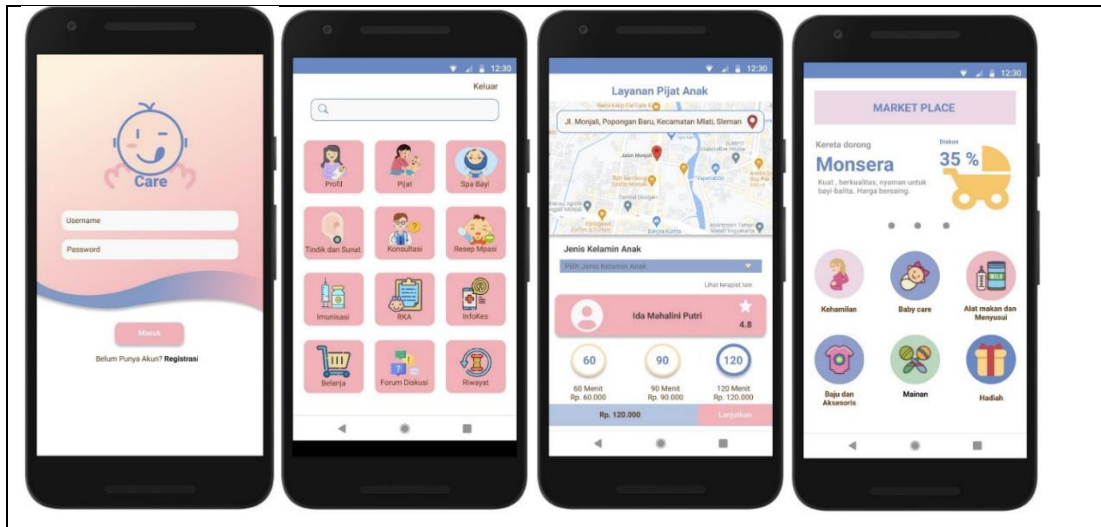 Care
Username
Password
Masuk
Belum Punya Akun? Registrasi
12:30
Keluar
Profil
Pijat
Spa Bayi
Tindik dan Sunat
Konsultasi
Resep Mpasi
Imunisasi
RKA
InfoKes
Belanja
Forum Diskusi
Riwayat
12:30
Layanan Pijat Anak
Jl. Monjali, Popongan Baru, Kecamatan Mlati, Sleman
Jalan Monjali
Jenis Kelamin Anak
Pilih Jenis Kelamin Anak
Lihat terapist lain
Ida Mahalini Putri
4.8
60
90
120
60 Menit
90 Menit
120 Menit
Rp. 60.000
Rp. 90.000
Rp. 120.000
Rp. 120.000
Lanjutkan
12:30
MARKET PLACE
Kereta dorong
Monsera
Kuat , berkualitas, nyaman untuk
bayi-balita. Harga bersaing.
Diskon
35 %
Kehamilan
Baby care
Alat makan dan
Menyusui
MILK
Baju dan
Aksesoris
Mainan
Hadiah